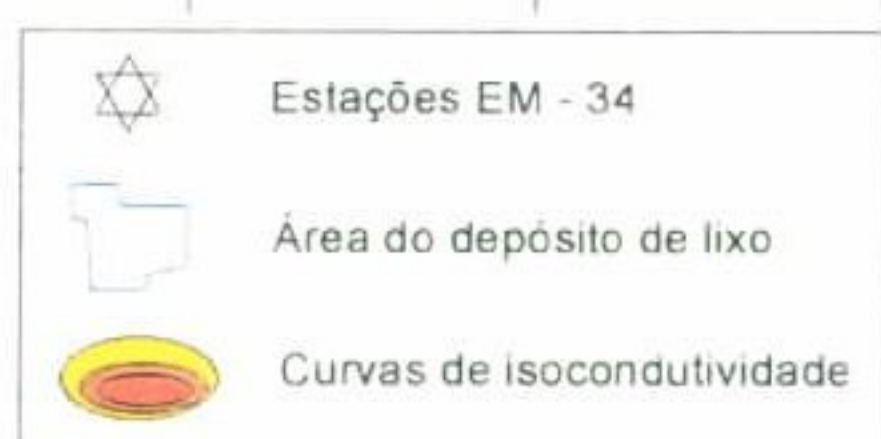 Estações EM - 34
Área do depósito de lixo
Curvas de isocondutividade